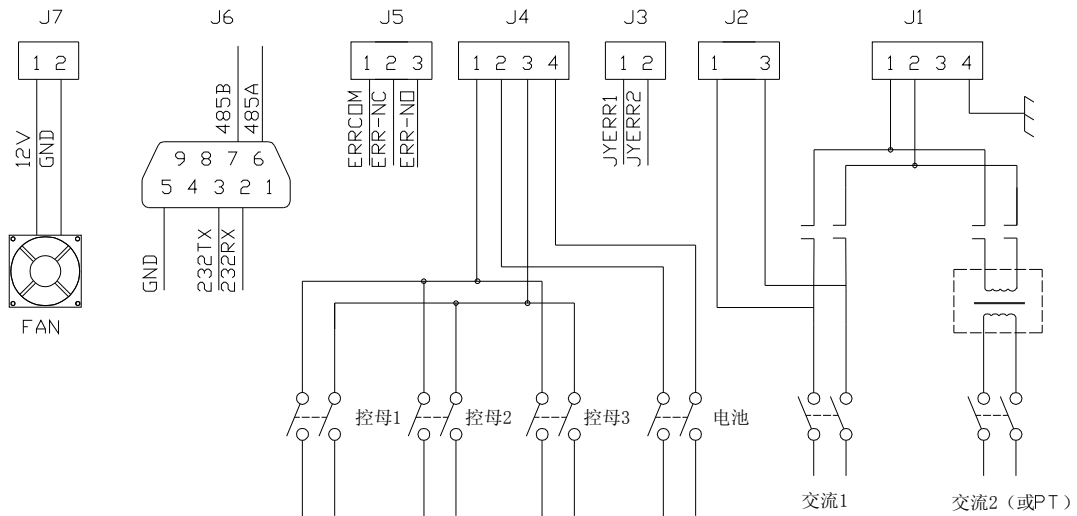 J7 J6 J5 J4 J3 J2 J1
1 2
1 2 3
1 2 3 4
1 2
1 3
1 2 3 4
12V
GND
485B
485A
ERRCOM
ERR-NC
ERR-NO
JYERR1
JYERR2
9 8 7 6
5 4 3 2 1
GND
232TX
232RX
FAN
控母1
控母2
控母3
电池
交流1
交流2（或PT）